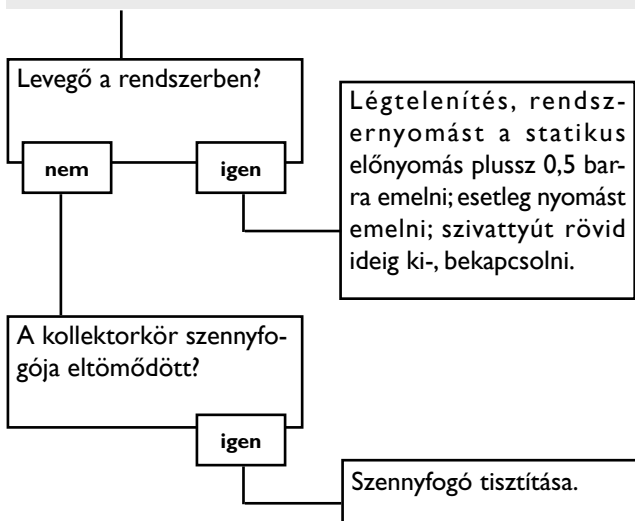 Levegő a rendszerben?
nem
igen
Légtelenítés, rendsz-
ernyomást a statikus
előnyomás plussz 0,5 bar-
ra emelni; esetleg nyomást
emelni; szivattyút rövid
ideig ki-, bekapcsolni.
A kollektorkör szennyfo-
gója eltömődött?
igen
Szennyfogó tisztítása.